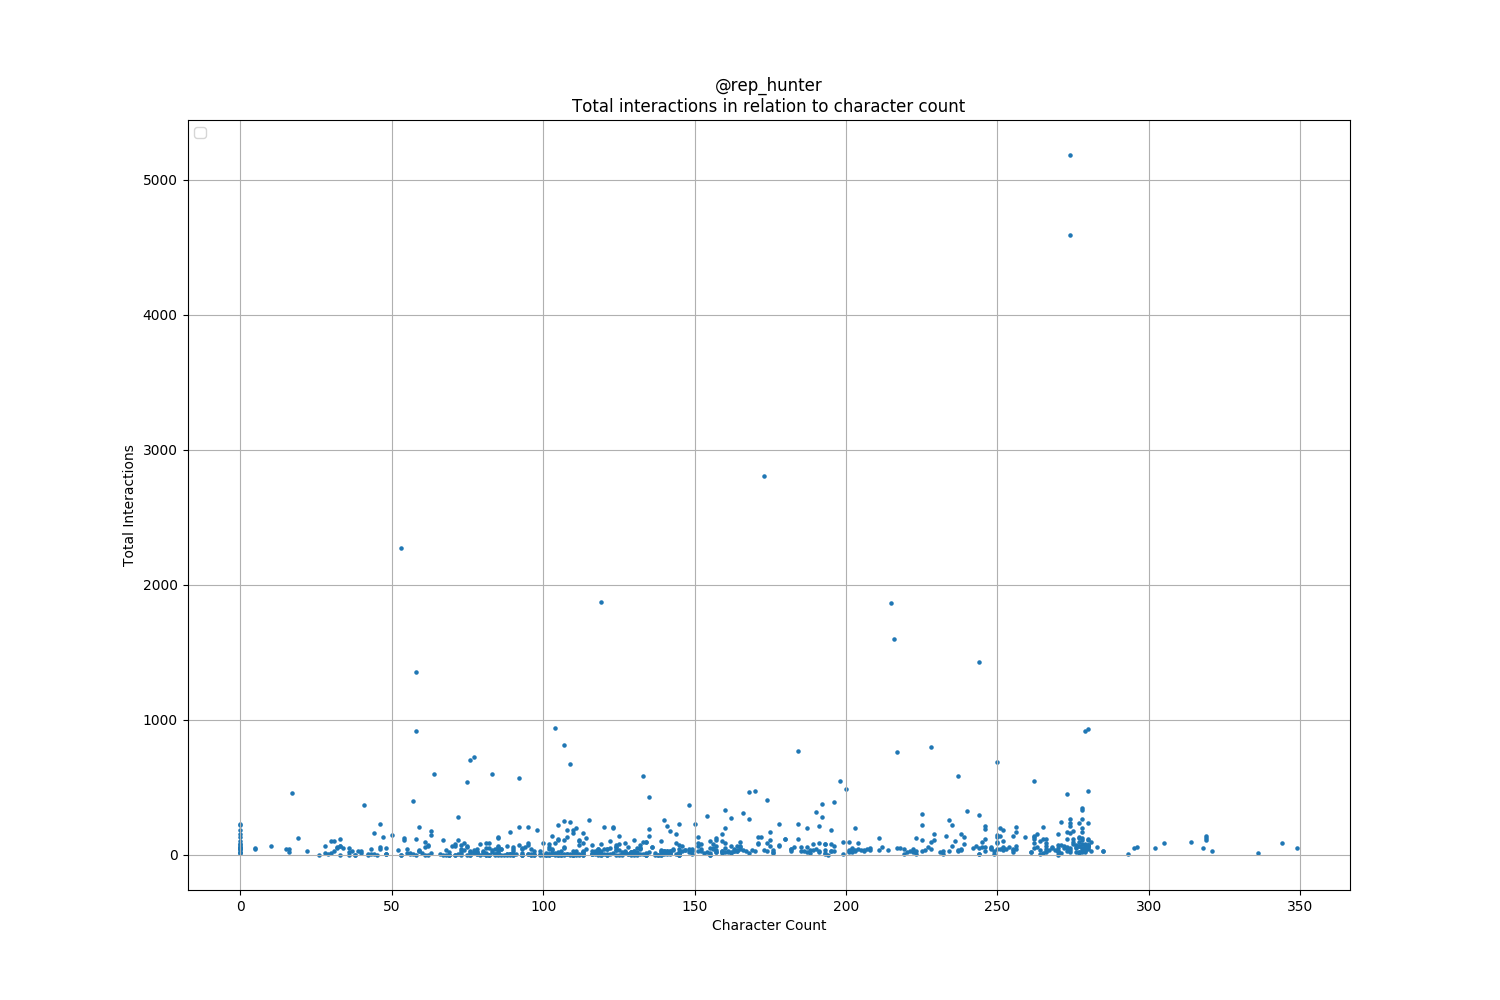 @rep_hunter
Total interactions in relation to character count
5000
4000
3000
2000
1000
0
Total Interactions
0 50 100 150 200 250 300 350
Character Count